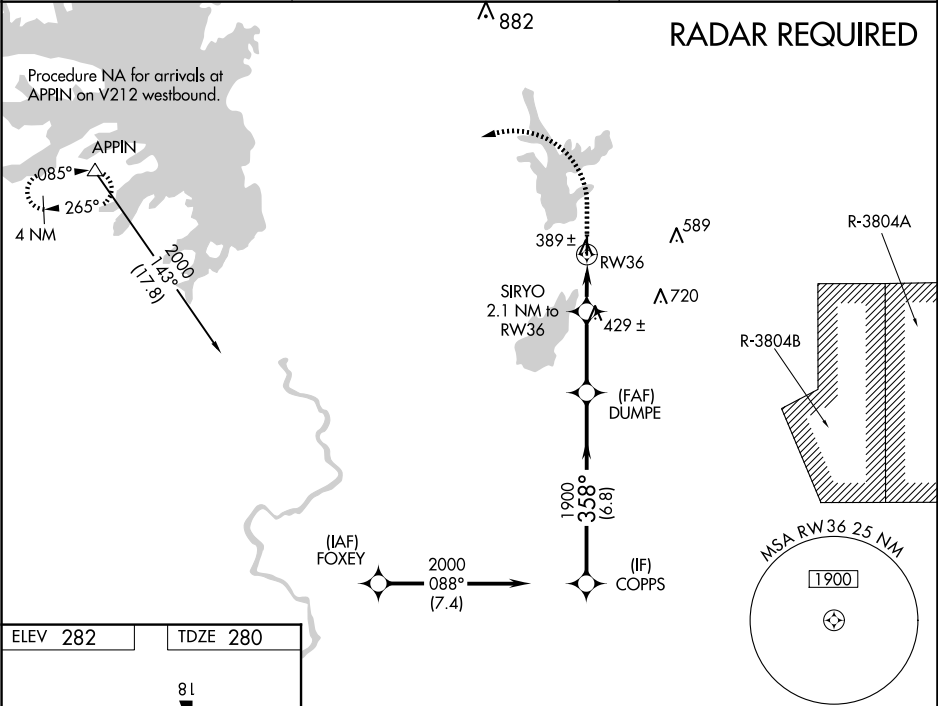 882
RADAR REQUIRED
Procedure NA for arrivals at
APPIN on V212 westbound.
APPIN
085°
265°
4 NM
2000
143°
(17.8)
389 ±
RW36
589
R-3804A
SIRYO
2.1 NM to
RW36
720
429 ±
R-3804B
(FAF)
DUMPE
1900
358°
(6.8)
MSA RW36 25 NM
1900
(IAF)
FOXEY
2000
088°
(7.4)
(IF)
COPPS
ELEV 282
TDZE 280
18